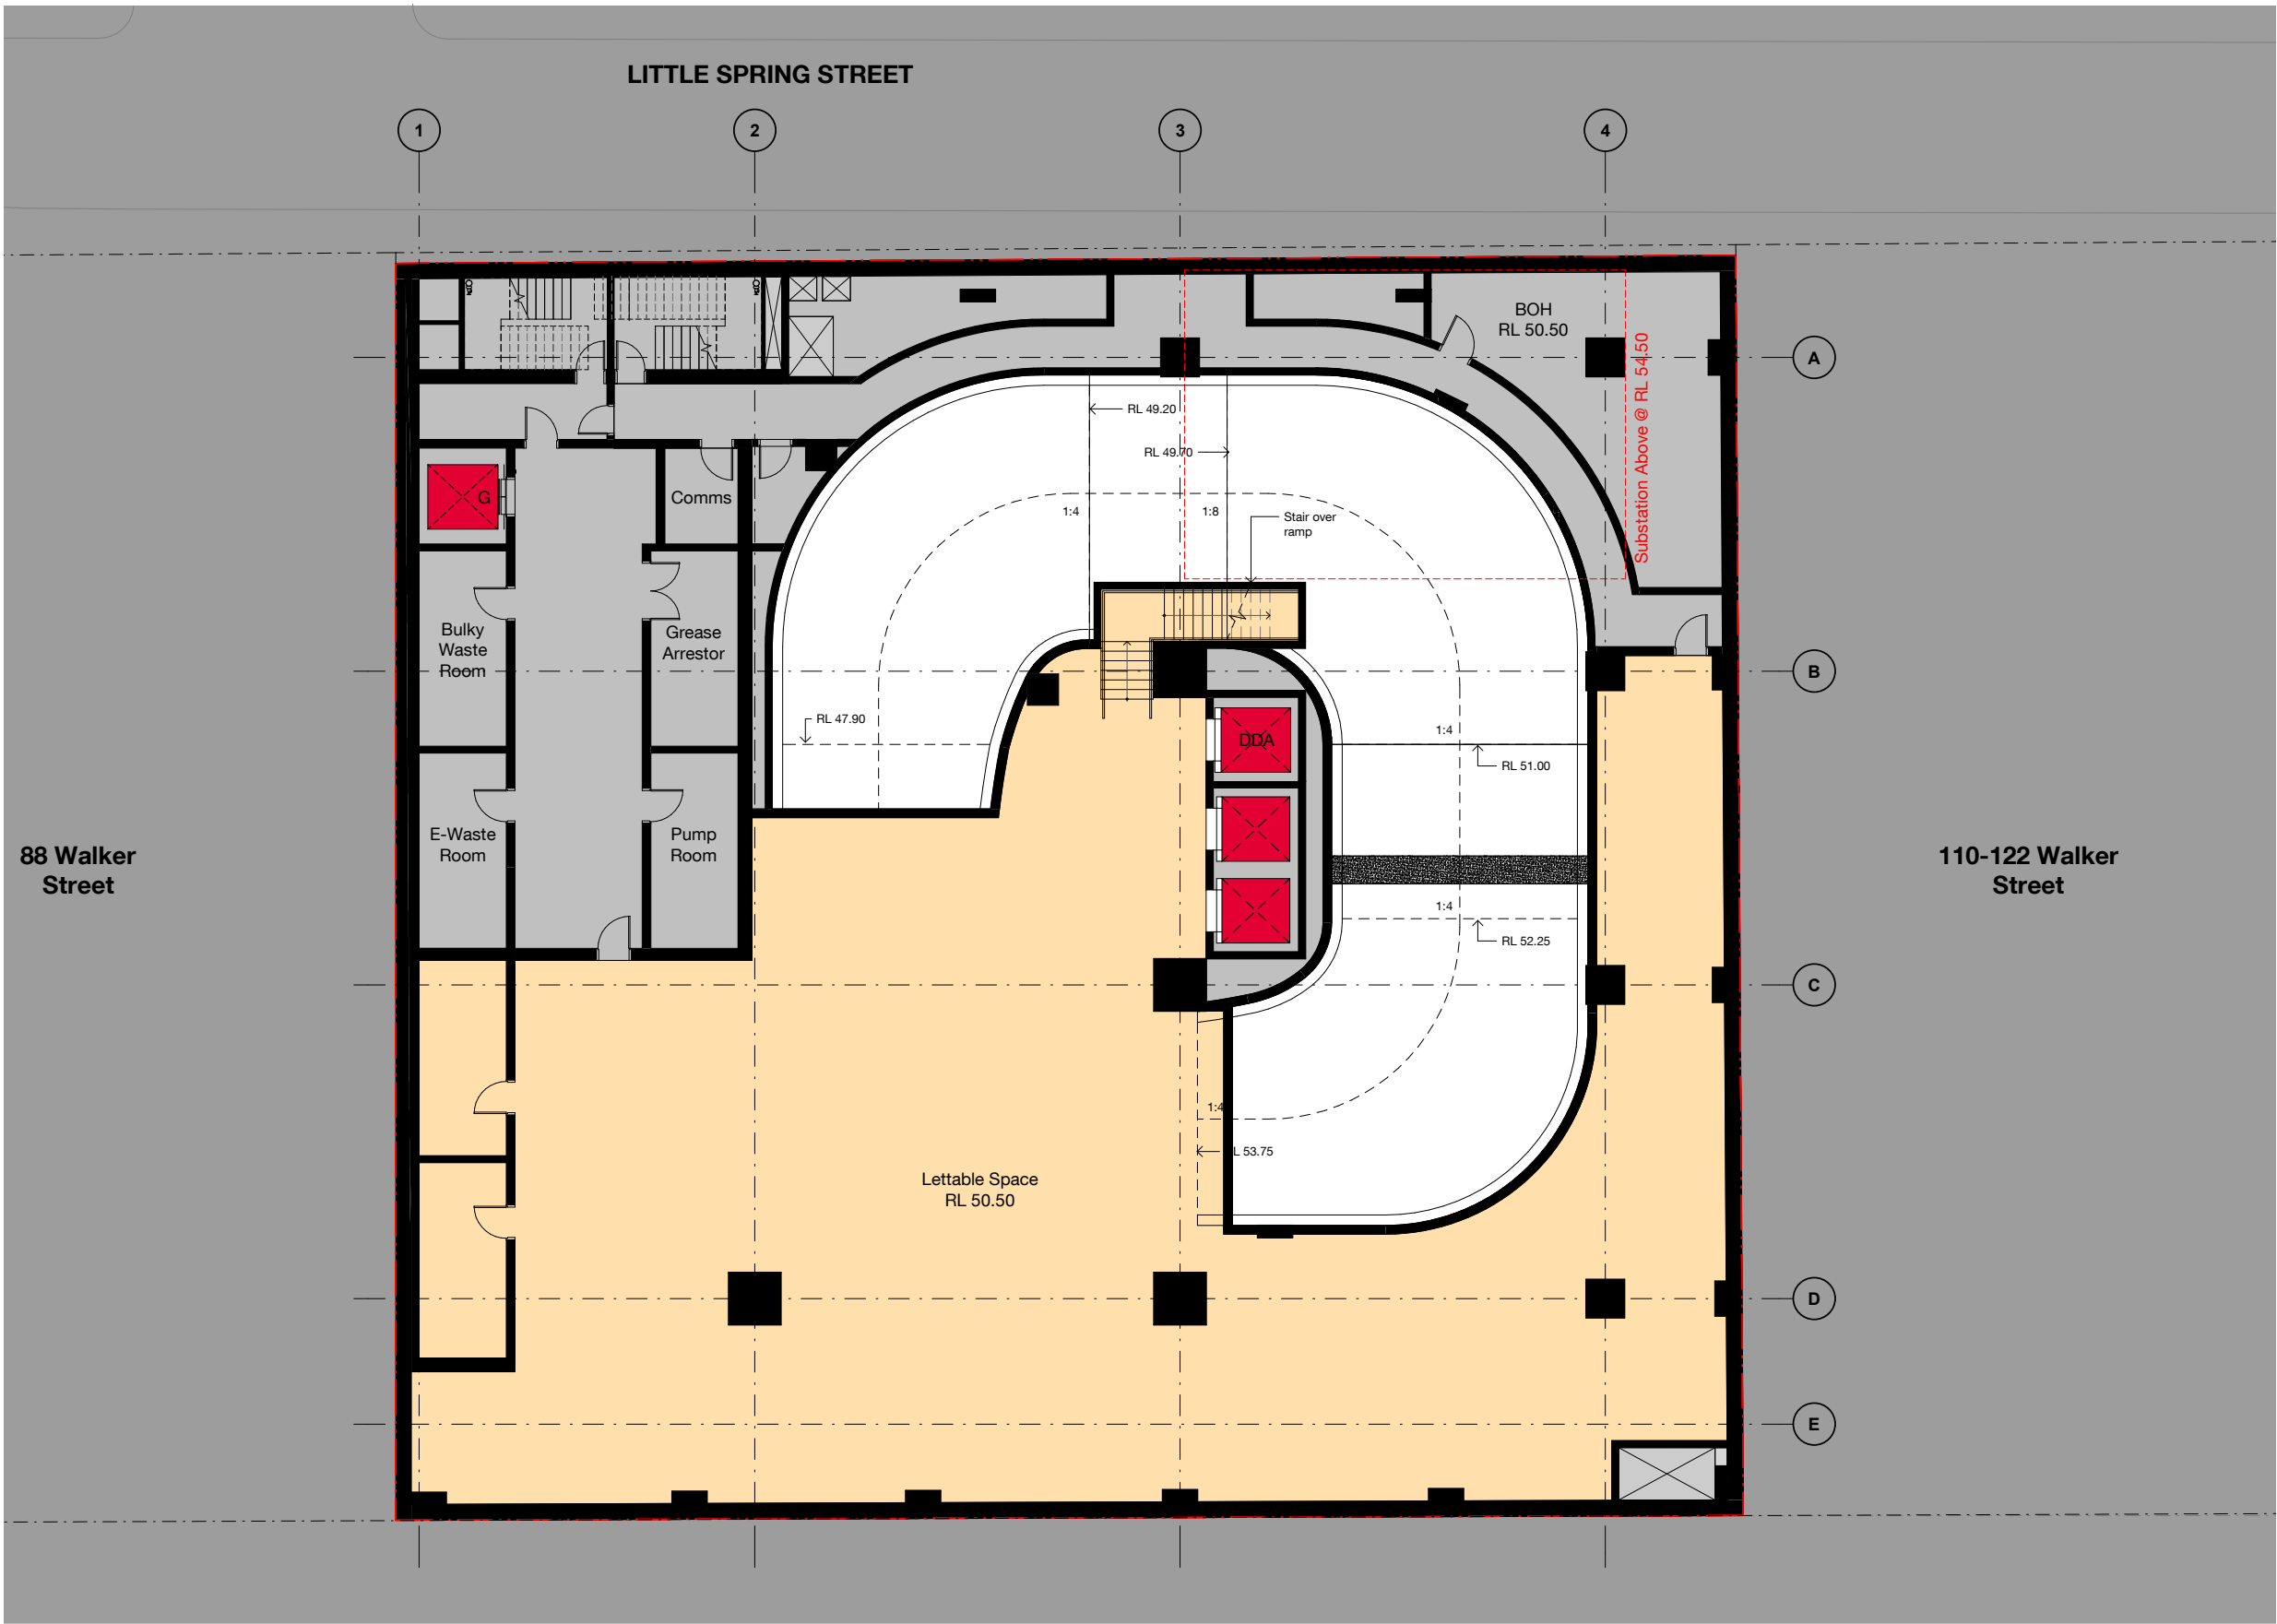 LITTLE SPRING STREET
1
2
3
4
BOH
RL 50.50
A
Substation Above @ RL 54.50
RL 49.20
RL 49.70
G
Comms
1:4
1:8
Stair over
ramp
Bulky
Waste
Room
Grease
Arrestor
B
RL 47.90
DDA
1:4
RL 51.00
E-Waste
Room
Pump
Room
88 Walker
Street
110-122 Walker
Street
1:4
RL 52.25
C
1:4
L 53.75
Lettable Space
RL 50.50
D
E